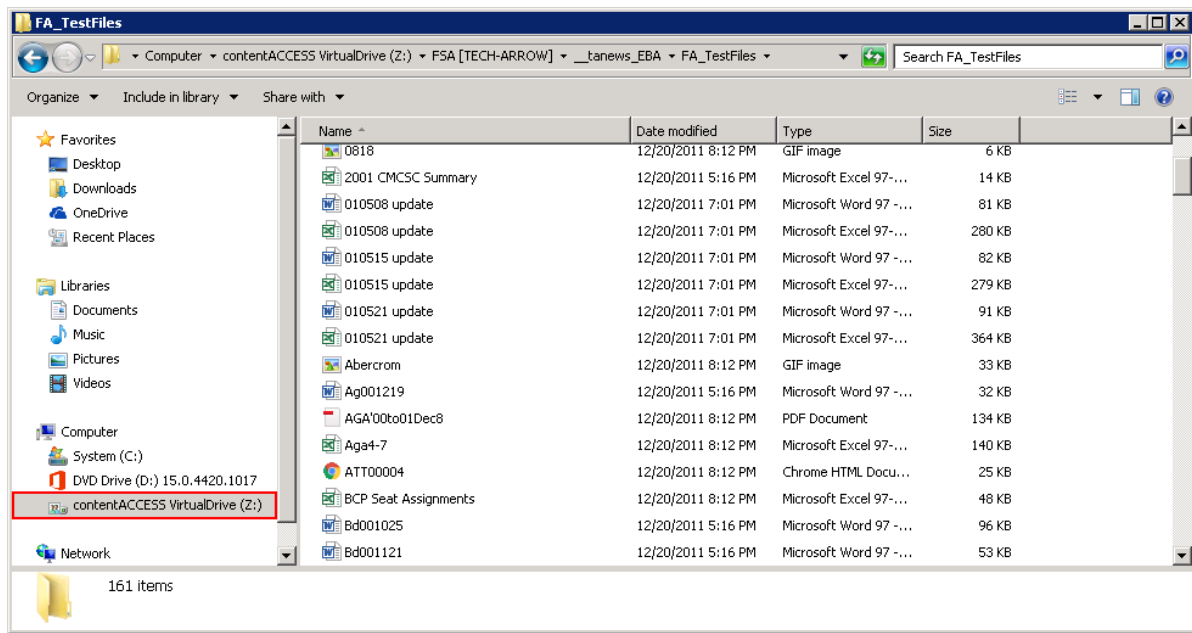 FA_TestFiles
Computer contentACCESS VirtualDrive (Z:) FSA [TECH-ARROW] __tanews_EBA FA_TestFiles Search FA_TestFiles
Organize Include in library Share with
Name Date modified Type Size
Favorites
Desktop
Downloads
OneDrive
Recent Places
Libraries
Documents
Music
Pictures
Videos
Computer
System (C:)
DVD Drive (D:) 15.0.4420.1017
contentACCESS VirtualDrive (Z:)
Network
0818 12/20/2011 8:12 PM GIF image 6 KB
2001 CMCSC Summary 12/20/2011 5:16 PM Microsoft Excel 97-... 14 KB
010508 update 12/20/2011 7:01 PM Microsoft Word 97 -... 81 KB
010508 update 12/20/2011 7:01 PM Microsoft Excel 97-... 280 KB
010515 update 12/20/2011 7:01 PM Microsoft Word 97 -... 82 KB
010515 update 12/20/2011 7:01 PM Microsoft Excel 97-... 279 KB
010521 update 12/20/2011 7:01 PM Microsoft Word 97 -... 91 KB
010521 update 12/20/2011 7:01 PM Microsoft Excel 97-... 364 KB
Abercrom 12/20/2011 8:12 PM GIF image 33 KB
Ag001219 12/20/2011 5:16 PM Microsoft Word 97 -... 32 KB
AGA'00to01Dec8 12/20/2011 8:12 PM PDF Document 134 KB
Aga4-7 12/20/2011 8:12 PM Microsoft Excel 97-... 140 KB
ATT00004 12/20/2011 8:12 PM Chrome HTML Docu... 25 KB
BCP Seat Assignments 12/20/2011 8:12 PM Microsoft Excel 97-... 48 KB
Bd001025 12/20/2011 5:16 PM Microsoft Word 97 -... 96 KB
Bd001121 12/20/2011 5:16 PM Microsoft Word 97 -... 53 KB
161 items